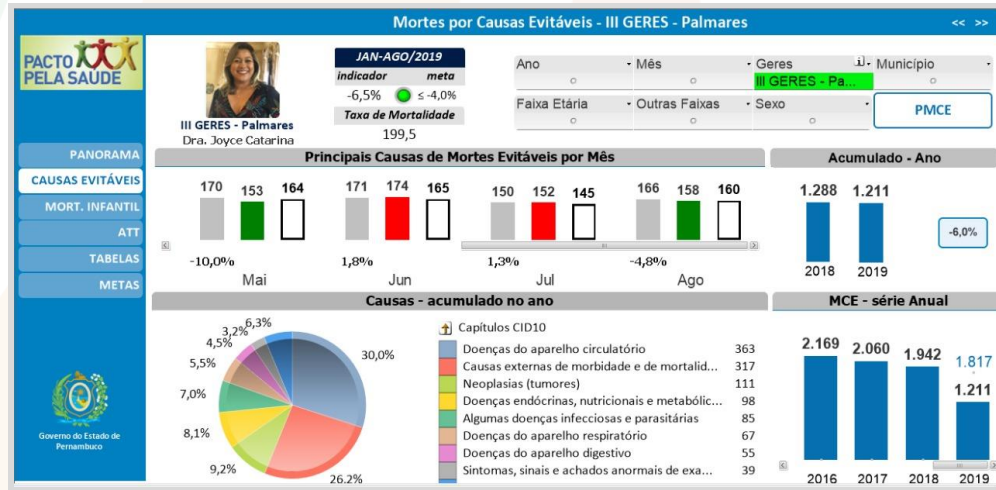 Mortes por Causas Evitáveis - III GERES - Palmares
<< >>
PACTO
PELA SAÚDE
III GERES - Palmares
Dra. Joyce Catarina
JAN-AGO/2019
indicador meta
-6,5% ≤ -4,0%
Taxa de Mortalidade
199,5
Ano Mês Geres Município
III GERES - Pa...
Faixa Etária Outras Faixas Sexo
PMCE
PANORAMA
CAUSAS EVITÁVEIS
MORT. INFANTIL
ATT
TABELAS
METAS
Governo do Estado de
Pernambuco
Principais Causas de Mortes Evitáveis por Mês
170 153 164 171 174 165 150 152 145 166 158 160
-10,0% 1,8% 1,3% -4,8%
Mai Jun Jul Ago
Acumulado - Ano
1.288 1.211
-6,0%
2018 2019
Causas - acumulado no ano
30,0%
26.2%
9,2%
8,1%
7,0%
5,5%
4,5%
3,2%
6,3%
Capítulos CID10
Doenças do aparelho circulatório 363
Causas externas de morbidade e de mortalid... 317
Neoplasias (tumores) 111
Doenças endócrinas, nutricionais e metabólic... 98
Algumas doenças infecciosas e parasitárias 85
Doenças do aparelho respiratório 67
Doenças do aparelho digestivo 55
Sintomas, sinais e achados anormais de exa... 39
MCE - série Anual
2.169 2.060 1.942 1.817
1.211
2016 2017 2018 2019